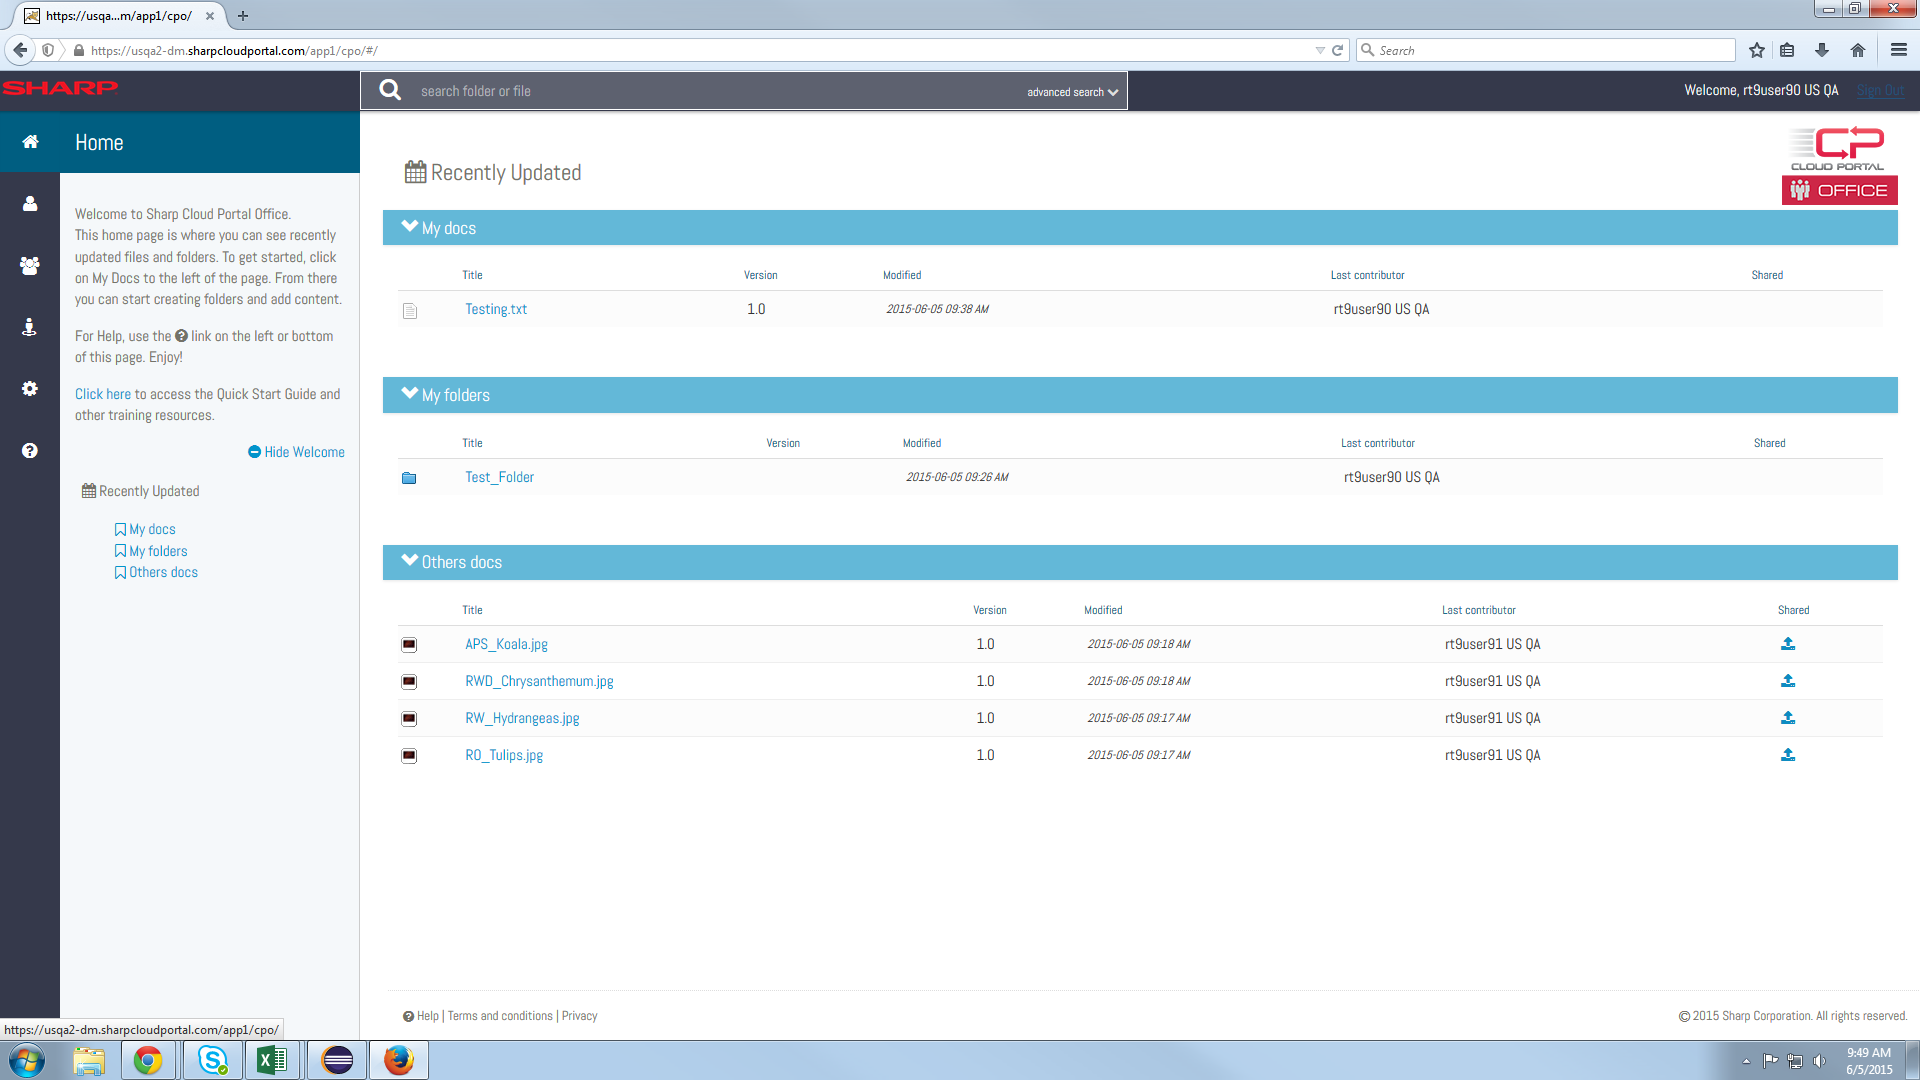 https://usqa...m/app1/cpo/
https://usqa2-dm.sharpcloudportal.com/app1/cpo/#/
Search
SHARP
search folder or file
advanced search
Welcome, rt9user90 US QA
Sign Out
Home
CP
CLOUD PORTAL
OFFICE
Welcome to Sharp Cloud Portal Office.
This home page is where you can see recently
updated files and folders. To get started, click
on My Docs to the left of the page. From there
you can start creating folders and add content.
For Help, use the ? link on the left or bottom
of this page. Enjoy!
Click here to access the Quick Start Guide and
other training resources.
Hide Welcome
Recently Updated
My docs
My folders
Others docs
Recently Updated
My docs
Title Version Modified Last contributor Shared
Testing.txt 1.0 2015-06-05 09:38 AM rt9user90 US QA
My folders
Title Version Modified Last contributor Shared
Test_Folder 2015-06-05 09:26 AM rt9user90 US QA
Others docs
Title Version Modified Last contributor Shared
APS_Koala.jpg 1.0 2015-06-05 09:18 AM rt9user91 US QA
RWD_Chrysanthemum.jpg 1.0 2015-06-05 09:18 AM rt9user91 US QA
RW_Hydrangeas.jpg 1.0 2015-06-05 09:17 AM rt9user91 US QA
RO_Tulips.jpg 1.0 2015-06-05 09:17 AM rt9user91 US QA
Help | Terms and conditions | Privacy
© 2015 Sharp Corporation. All rights reserved.
https://usqa2-dm.sharpcloudportal.com/app1/cpo/
9:49 AM
6/5/2015